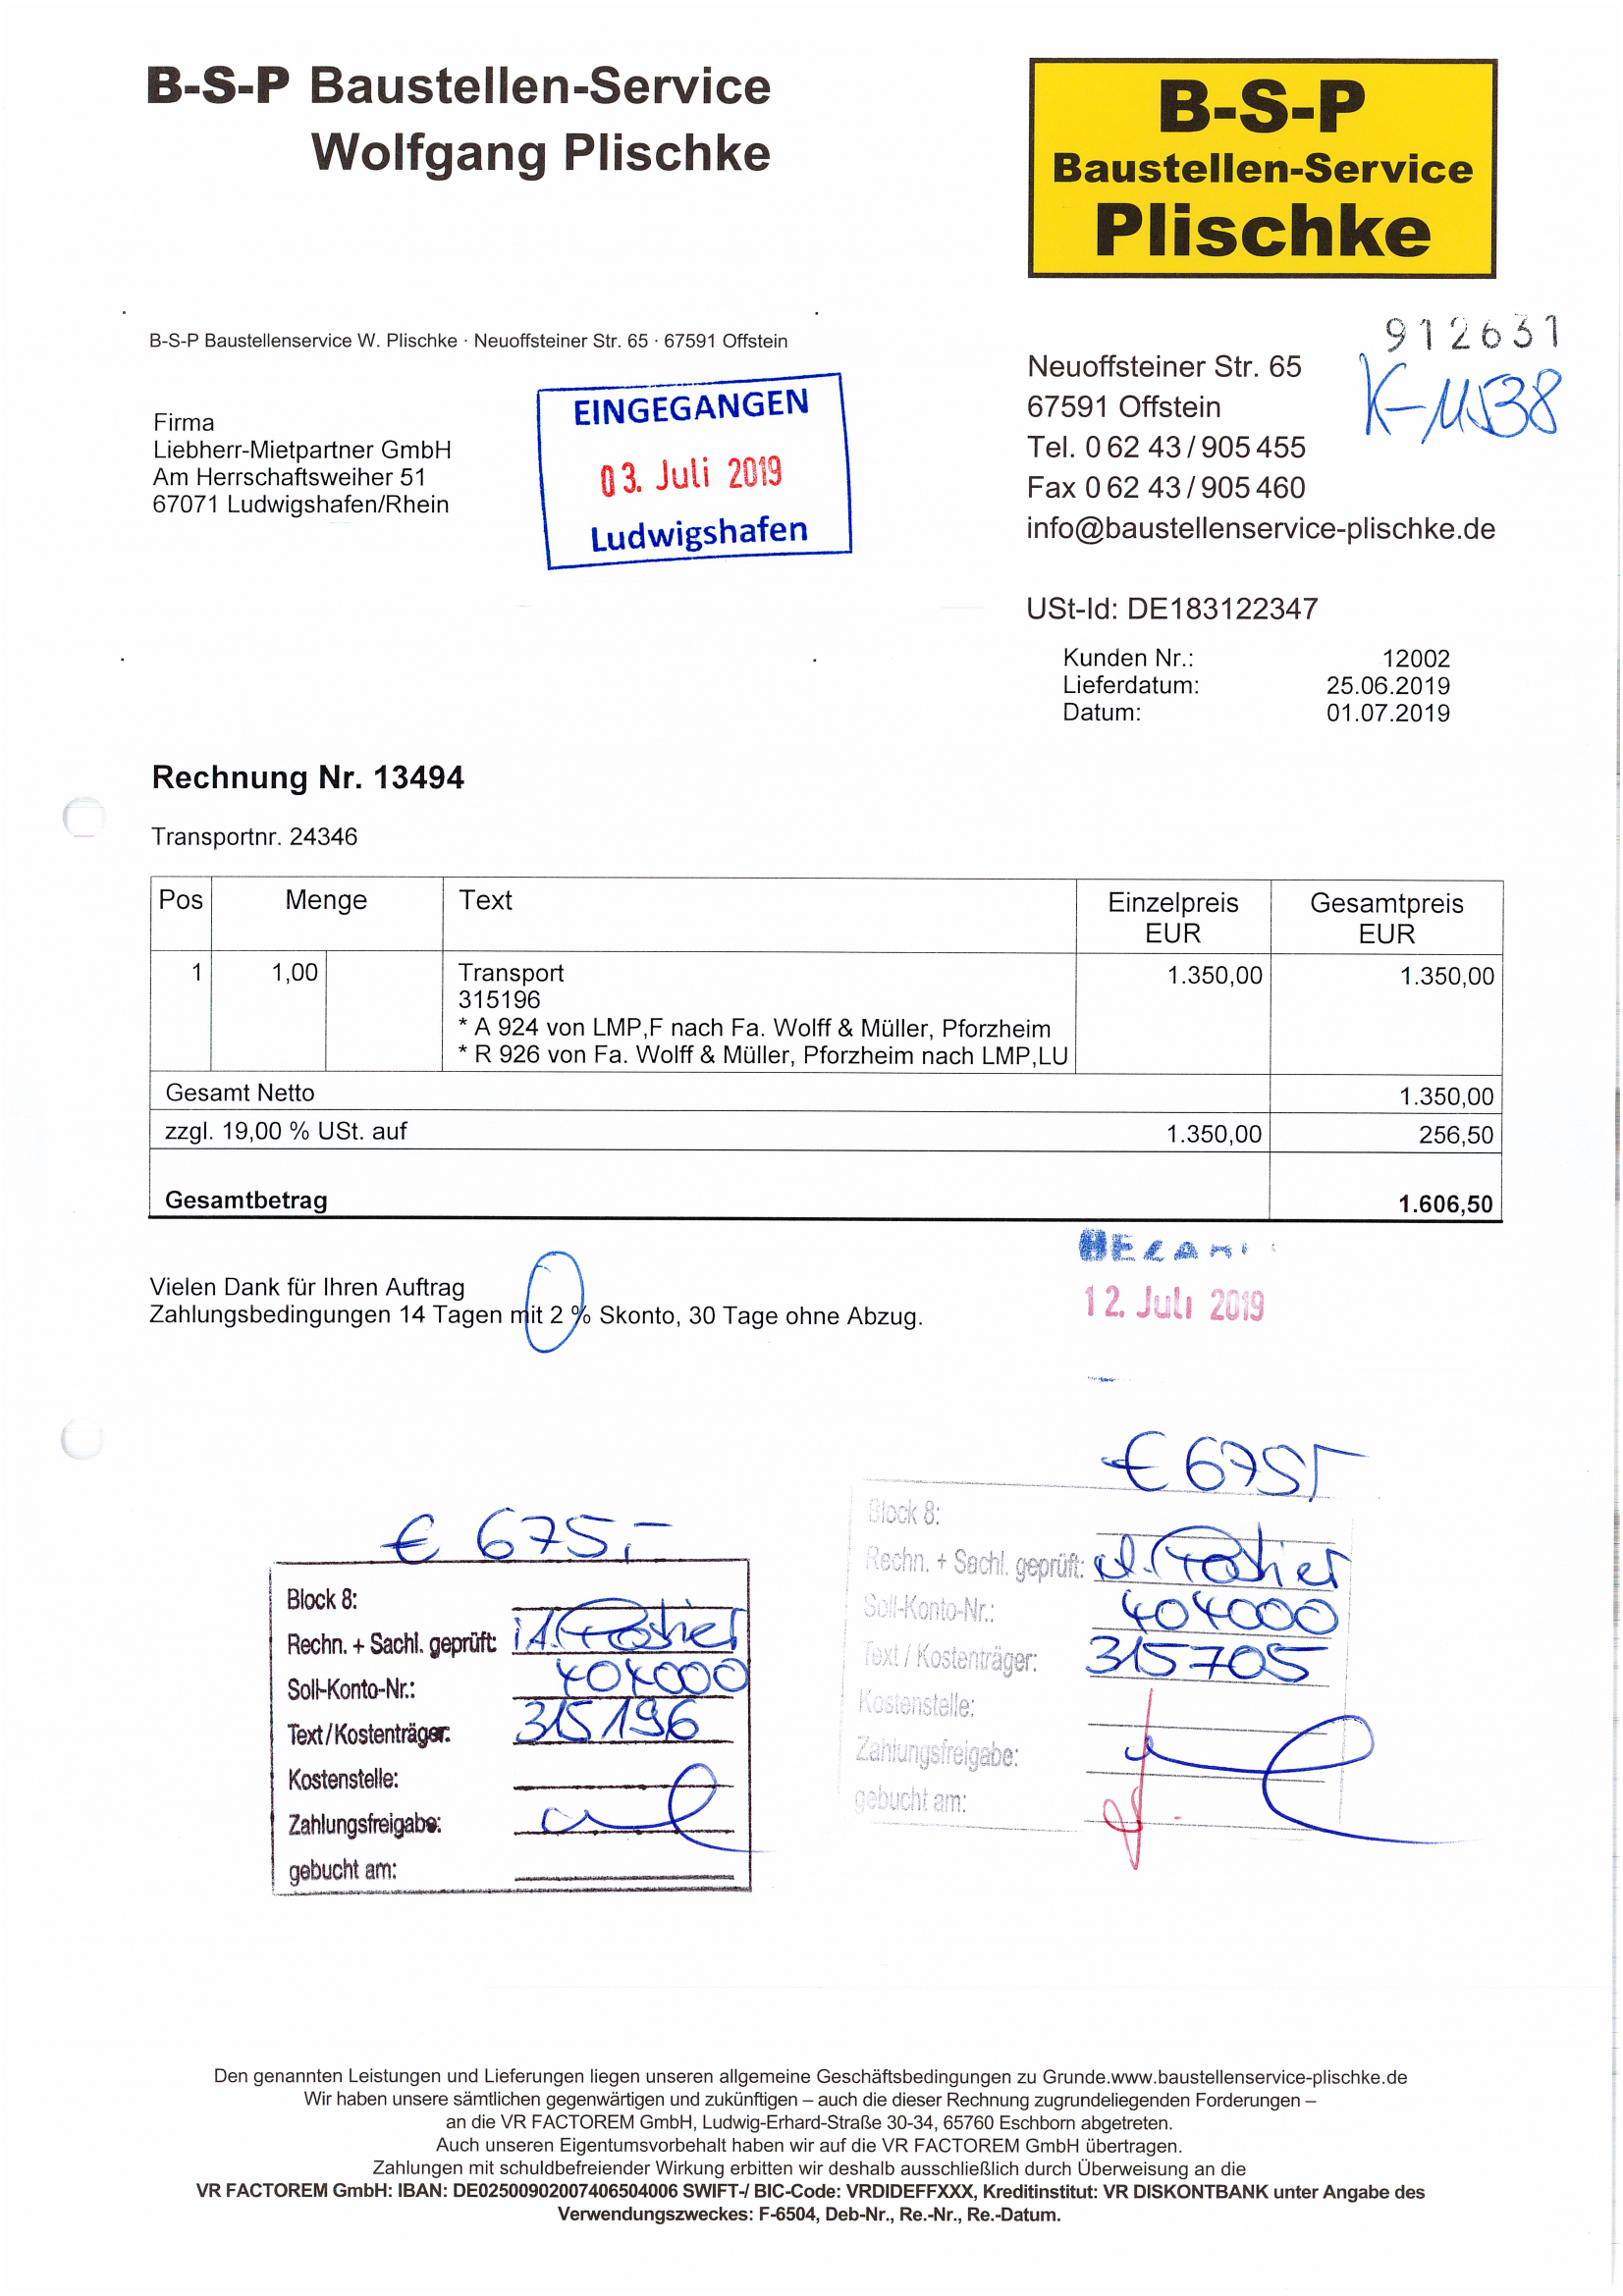 B-S-P Baustellen-Service
Wolfgang Plischke
B-S-P
Baustellen-Service
Plischke
B-S-P Baustellenservice W. Plischke · Neuoffsteiner Str. 65 · 67591 Offstein
912631
Neuoffsteiner Str. 65
67591 Offstein
Tel. 0 62 43 / 905 455
Fax 0 62 43 / 905 460
info@baustellenservice-plischke.de
Firma
Liebherr-Mietpartner GmbH
Am Herrschaftsweiher 51
67071 Ludwigshafen/Rhein
EINGEGANGEN
03. Juli 2019
Ludwigshafen
USt-Id: DE183122347
Kunden Nr.: 12002
Lieferdatum: 25.06.2019
Datum: 01.07.2019
Rechnung Nr. 13494
Transportnr. 24346
Pos Menge Text Einzelpreis EUR Gesamtpreis EUR
1 1,00 Transport 1.350,00 1.350,00
315196
* A 924 von LMP,F nach Fa. Wolff & Müller, Pforzheim
* R 926 von Fa. Wolff & Müller, Pforzheim nach LMP,LU
Gesamt Netto 1.350,00
zzgl. 19,00 % USt. auf 1.350,00 256,50
Gesamtbetrag 1.606,50
12. Juli 2019
Vielen Dank für Ihren Auftrag
Zahlungsbedingungen 14 Tagen mit 2 % Skonto, 30 Tage ohne Abzug.
€ 675,-
Block 8:
Rechn. + Sachl. geprüft:
Soll-Konto-Nr.: 404000
Text / Kostenträger: 315196
Kostenstelle:
Zahlungsfreigabe:
gebucht am:
€ 675,-
Block 8:
Rechn. + Sachl. geprüft:
Soll-Konto-Nr.: 404000
Text / Kostenträger: 315705
Kostenstelle:
Zahlungsfreigabe:
gebucht am:
Den genannten Leistungen und Lieferungen liegen unseren allgemeine Geschäftsbedingungen zu Grunde.www.baustellenservice-plischke.de
Wir haben unsere sämtlichen gegenwärtigen und zukünftigen – auch die dieser Rechnung zugrundeliegenden Forderungen –
an die VR FACTOREM GmbH, Ludwig-Erhard-Straße 30-34, 65760 Eschborn abgetreten.
Auch unseren Eigentumsvorbehalt haben wir auf die VR FACTOREM GmbH übertragen.
Zahlungen mit schuldbefreiender Wirkung erbitten wir deshalb ausschließlich durch Überweisung an die
VR FACTOREM GmbH: IBAN: DE02500902007406504006 SWIFT-/ BIC-Code: VRDIDEFFXXX, Kreditinstitut: VR DISKONTBANK unter Angabe des
Verwendungszweckes: F-6504, Deb-Nr., Re.-Nr., Re.-Datum.